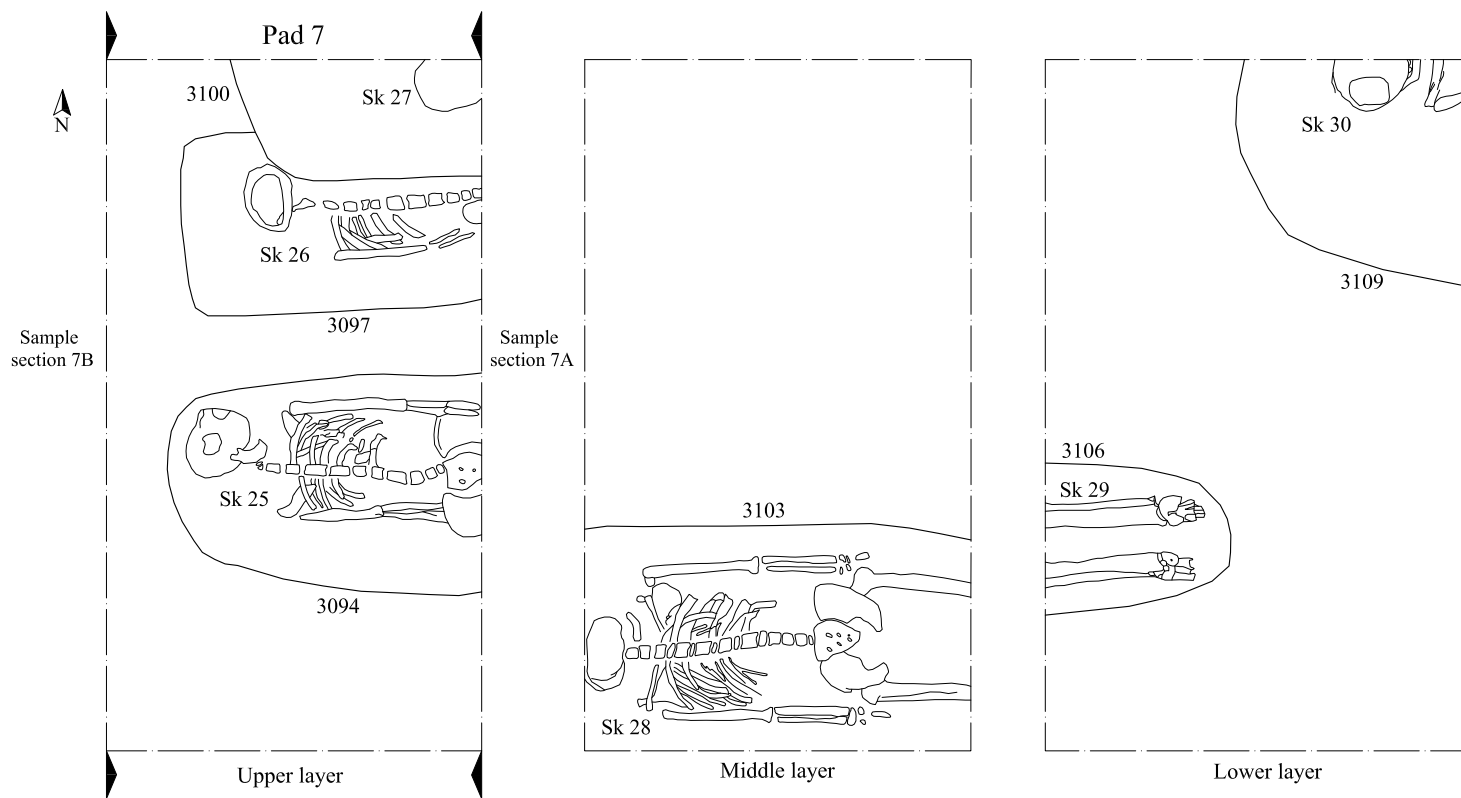 Pad 7
N
3100
Sk 27
Sk 26
3097
Sample
section 7B
Sk 25
3094
Upper layer
Sample
section 7A
3103
Sk 28
Middle layer
Sk 30
3109
3106
Sk 29
Lower layer